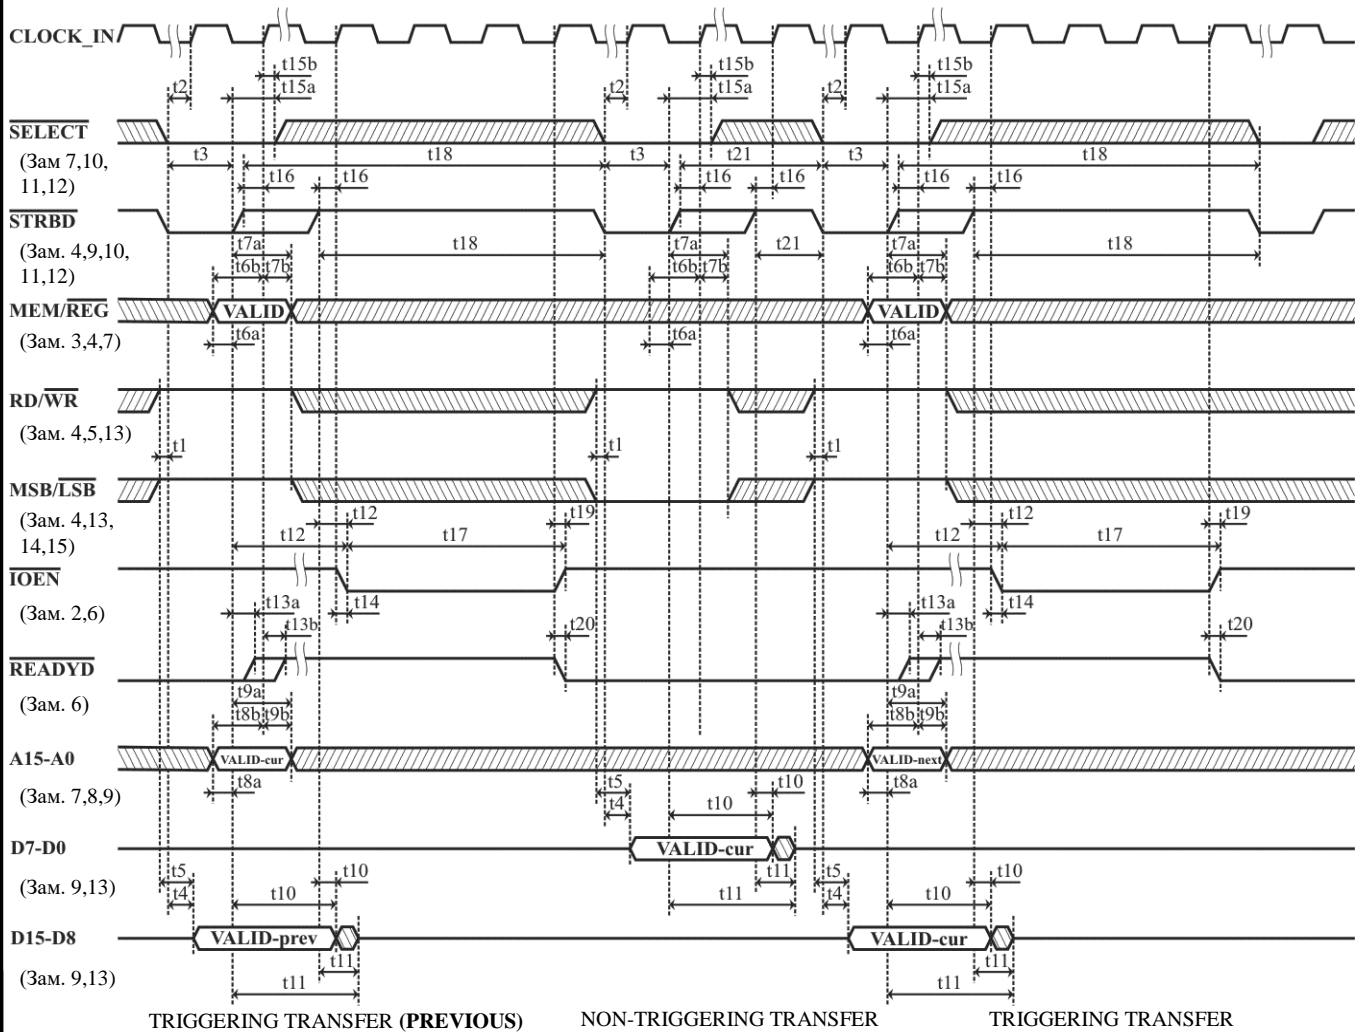 CLOCK_IN
t15b t15b t15b
t2 t15a t2 t15a t2 t15a
SELECT
t3 t18 t3 t21 t3 t18
(Зам 7,10,
11,12)
t16 t16 t16 t16 t16 t16
STRBD
t7a t18 t7a t21 t7a t18
(Зам. 4,9,10,
11,12)
t6b t7b t6b t7b t6b t7b
MEM/REG VALID VALID
(Зам. 3,4,7)
t6a t6a t6a
RD/WR
(Зам. 4,5,13)
t1 t1 t1
MSB/LSB
(Зам. 4,13,
14,15)
t12 t19 t12 t19
t12 t17 t12 t17
IOEN
(Зам. 2,6)
t13a t14 t13a t14
t13b t20 t13b t20
READYD
t9a t9a
(Зам. 6)
t8b t9b t8b t9b
A15-A0 VALID-cur VALID-next
(Зам. 7,8,9)
t8a t5 t10 t8a
t4 t10
D7-D0 VALID-cur
(Зам. 9,13)
t5 t10 t11 t5 t10
t4 t10 t11 t4 t10
D15-D8 VALID-prev VALID-cur
(Зам. 9,13)
t11 t11
t11 t11
TRIGGERING TRANSFER (PREVIOUS) NON-TRIGGERING TRANSFER TRIGGERING TRANSFER